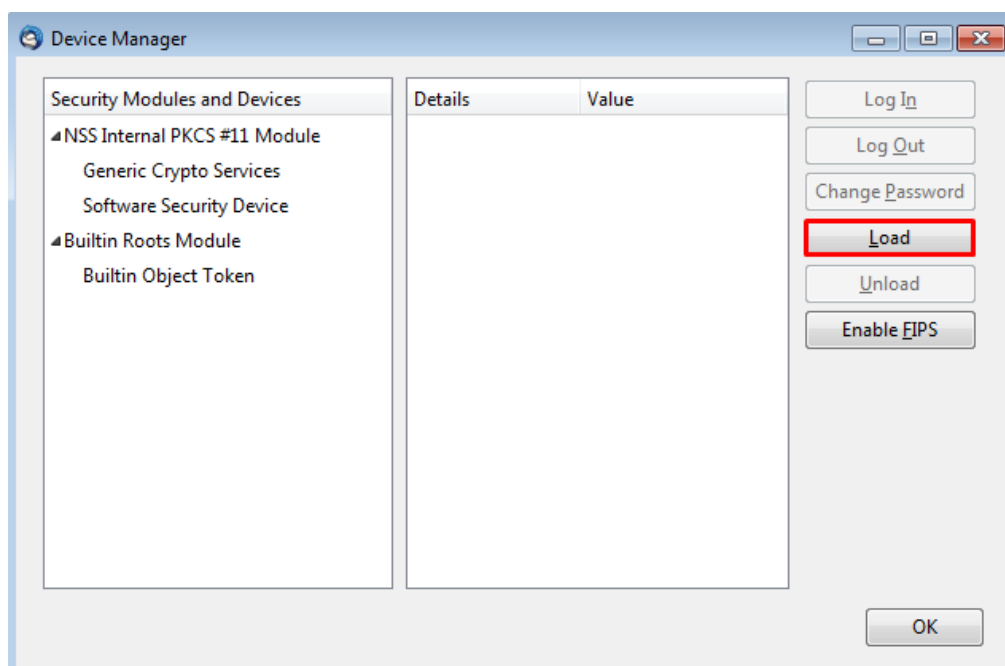 Device Manager
Security Modules and Devices
NSS Internal PKCS #11 Module
Generic Crypto Services
Software Security Device
Builtin Roots Module
Builtin Object Token
Details Value
Log In
Log Out
Change Password
Load
Unload
Enable FIPS
OK